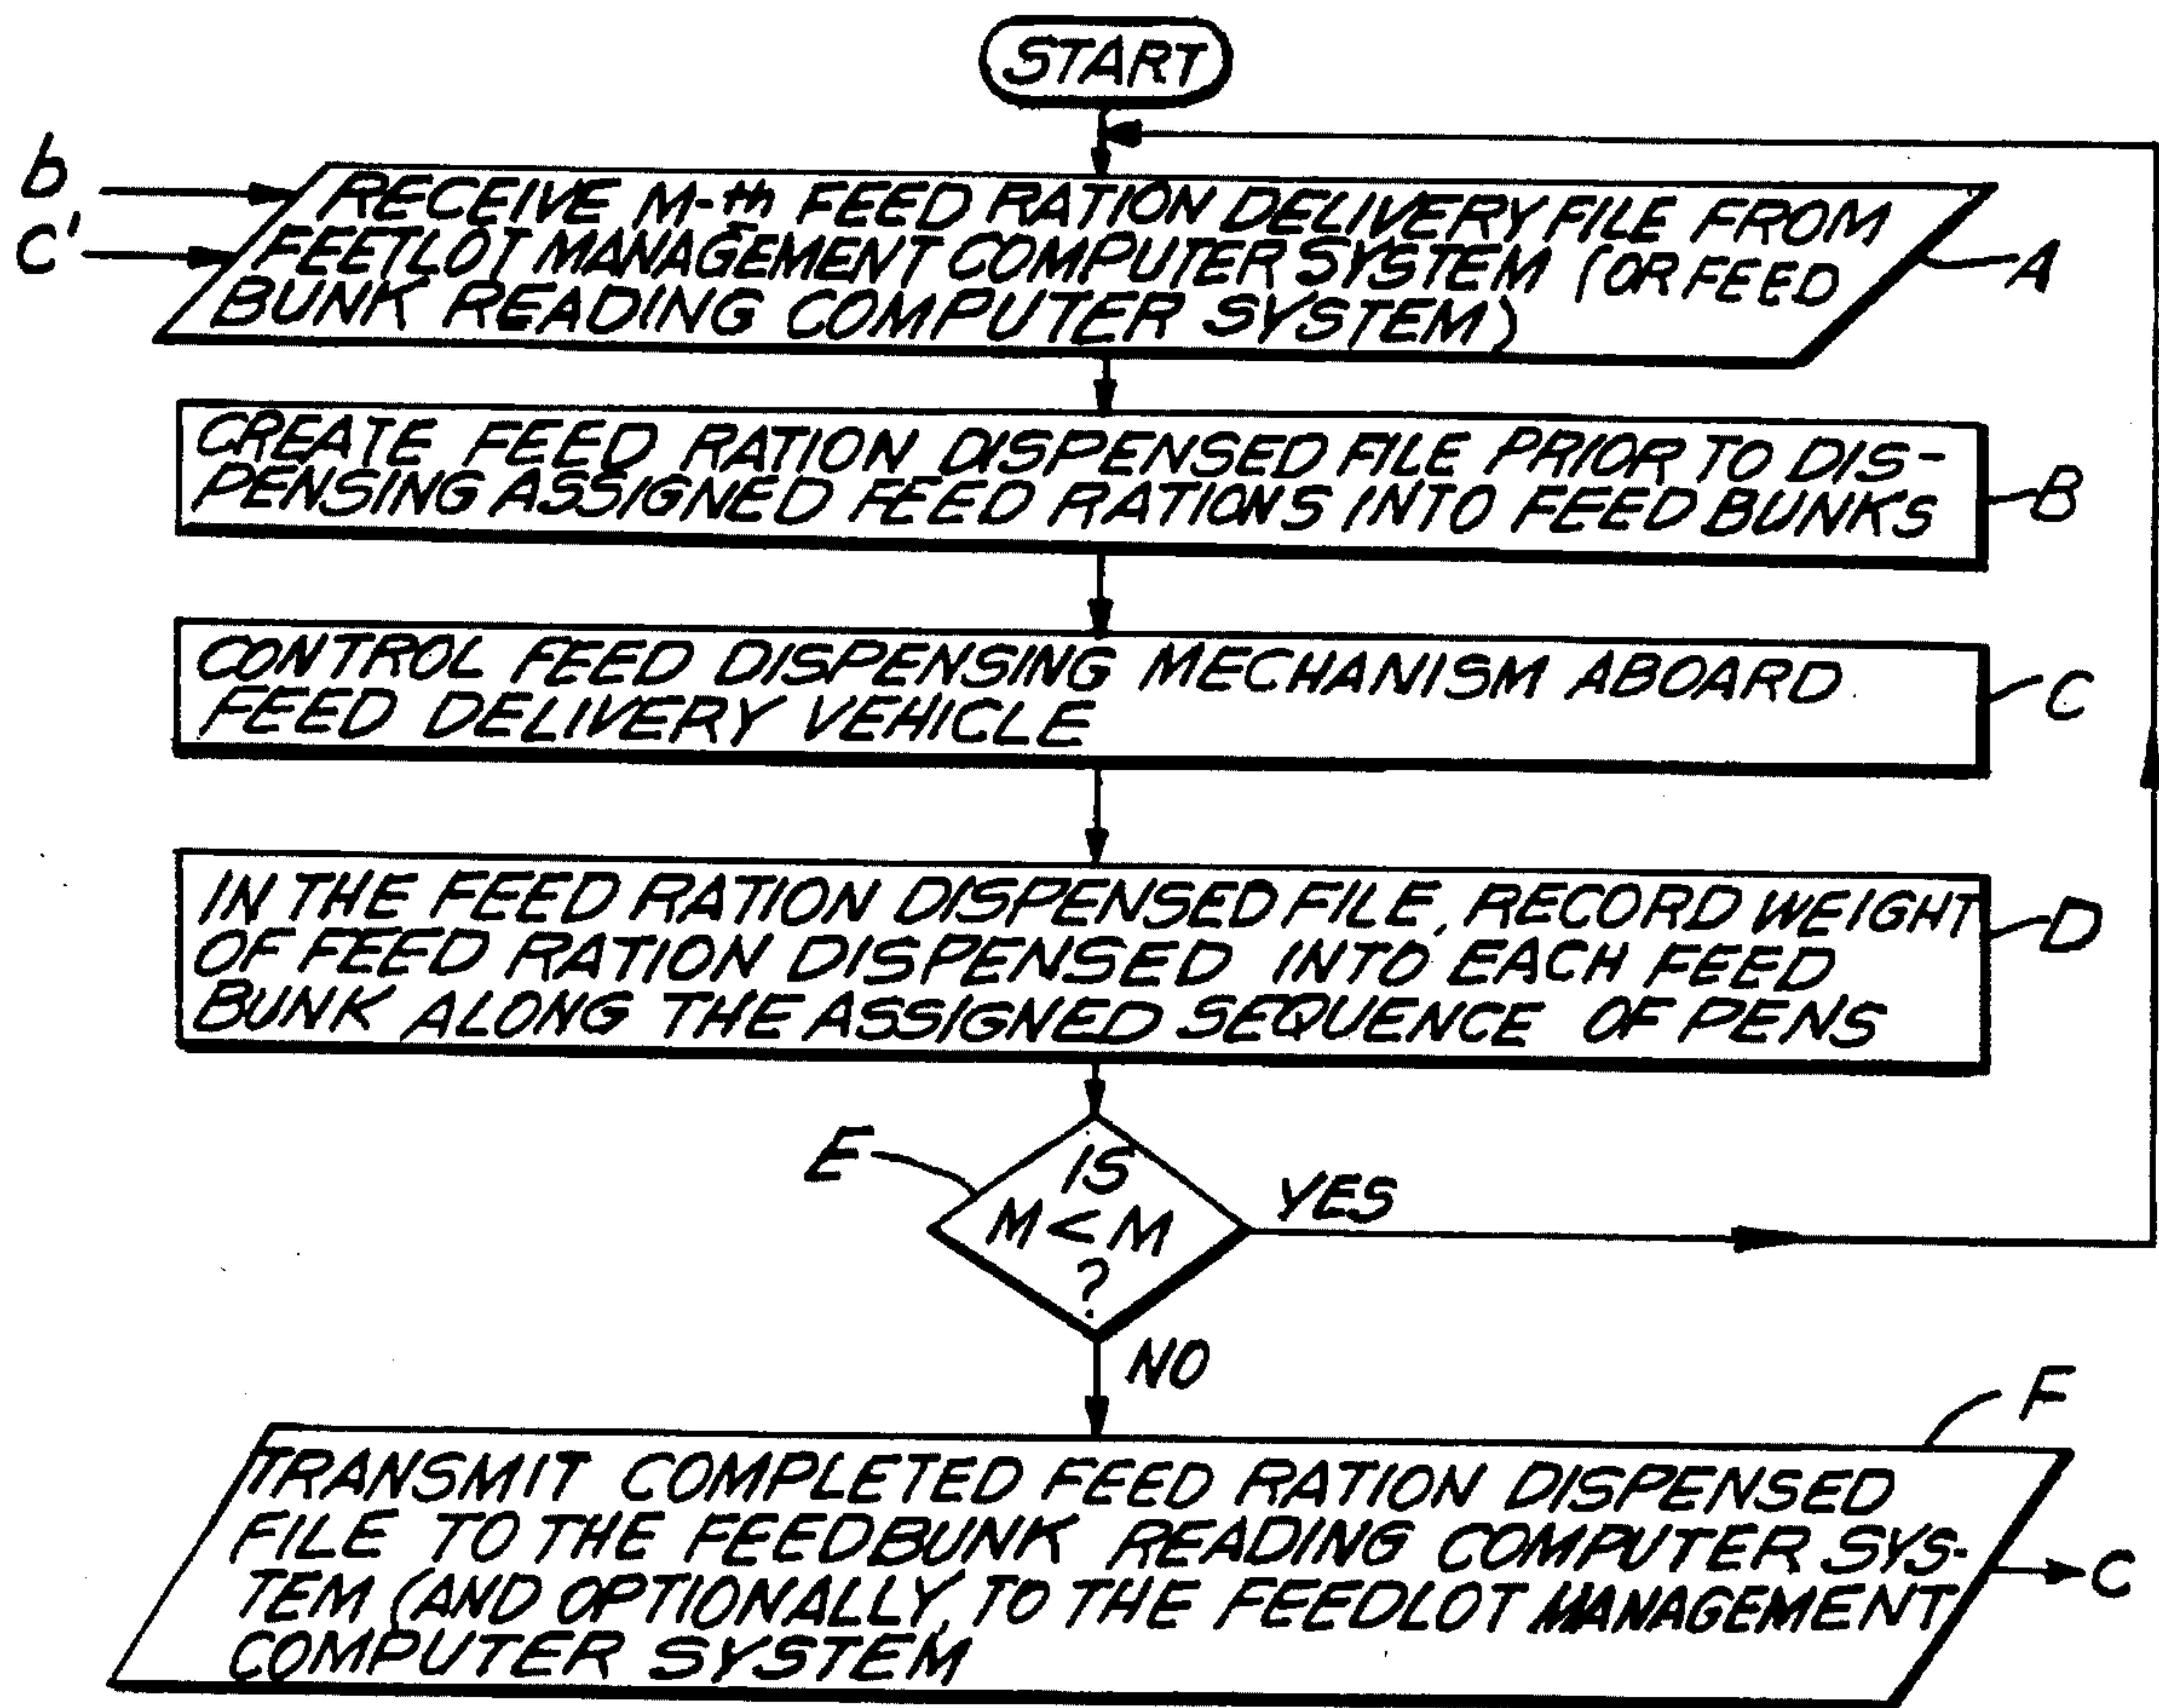 START
b
C'
RECEIVE M-th FEED RATION DELIVERY FILE FROM
FEETLOT MANAGEMENT COMPUTER SYSTEM (OR FEED
BUNK READING COMPUTER SYSTEM)
A
CREATE FEED RATION DISPENSED FILE PRIOR TO DIS-
PENSING ASSIGNED FEED RATIONS INTO FEED BUNKS
B
CONTROL FEED DISPENSING MECHANISM ABOARD
FEED DELIVERY VEHICLE
C
IN THE FEED RATION DISPENSED FILE, RECORD WEIGHT
OF FEED RATION DISPENSED INTO EACH FEED
BUNK ALONG THE ASSIGNED SEQUENCE OF PENS
D
E
IS
M<M
?
YES
NO
F
TRANSMIT COMPLETED FEED RATION DISPENSED
FILE TO THE FEEDBUNK READING COMPUTER SYS-
TEM (AND OPTIONALLY, TO THE FEEDLOT MANAGEMENT
COMPUTER SYSTEM
C